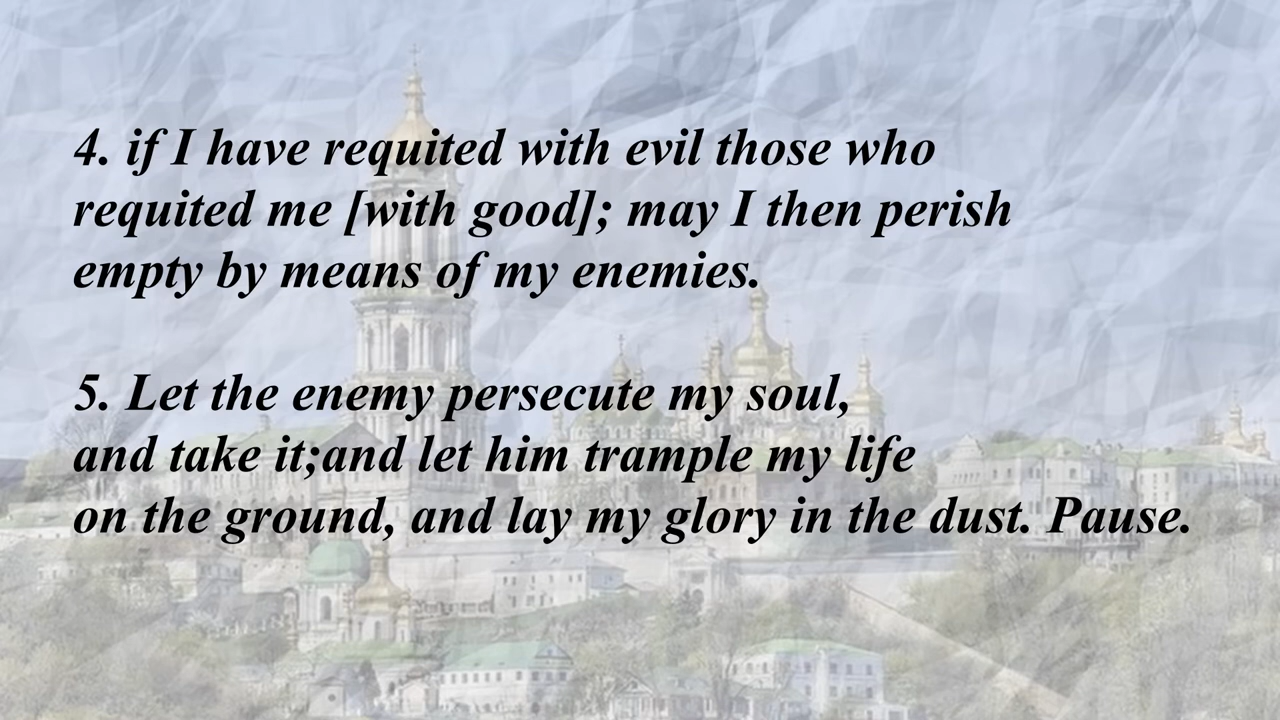 4. if I have requited with evil those who
requited me [with good]; may I then perish
empty by means of my enemies.
5. Let the enemy persecute my soul,
and take it;and let him trample my life
on the ground, and lay my glory in the dust. Pause.